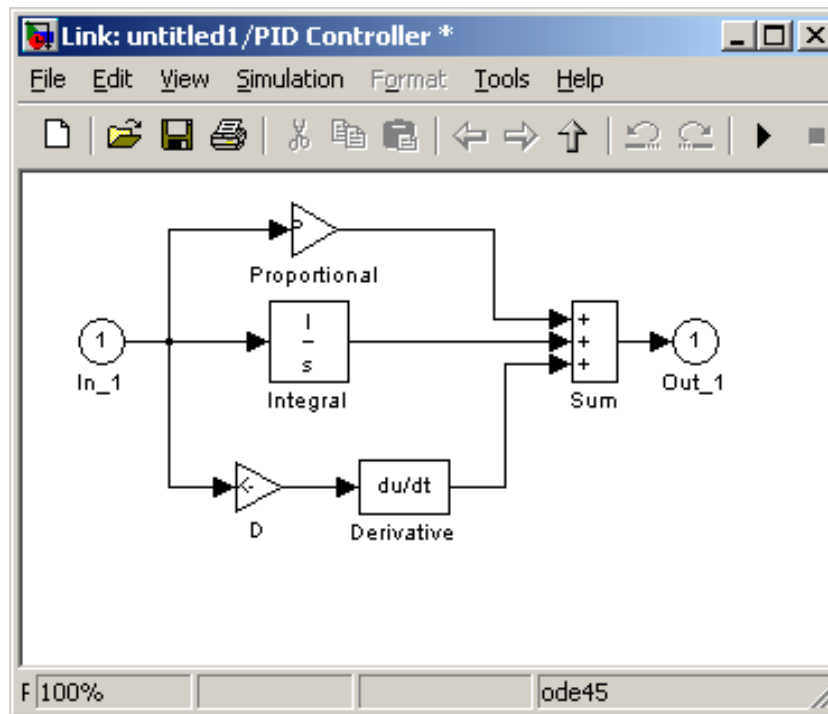 Link: untitled1/PID Controller *
File Edit View Simulation Format Tools Help
Proportional
I
s
Integral
1
In_1
+
+
+
Sum
1
Out_1
D
du/dt
Derivative
100%
ode45